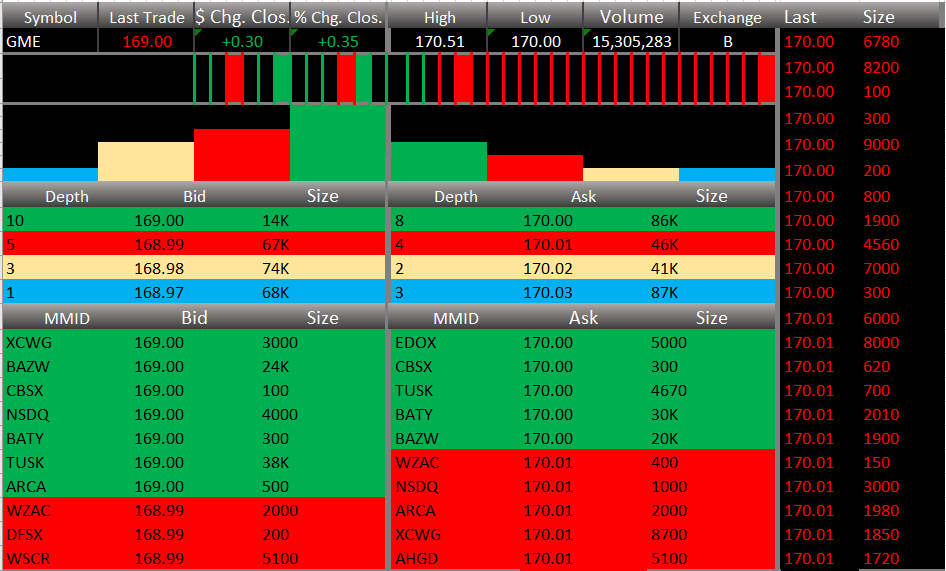 Symbol Last Trade $ Chg. Clos. % Chg. Clos. High Low Volume Exchange Last Size
GME 169.00 +0.30 +0.35 170.51 170.00 15,305,283 B 170.00 6780
170.00 8200
170.00 100
170.00 300
170.00 9000
170.00 200
Depth Bid Size Depth Ask Size 170.00 800
10 169.00 14K 8 170.00 86K 170.00 1900
5 168.99 67K 4 170.01 46K 170.00 4560
3 168.98 74K 2 170.02 41K 170.00 7000
1 168.97 68K 3 170.03 87K 170.00 300
MMID Bid Size MMID Ask Size 170.01 6000
XCWG 169.00 3000 EDOX 170.00 5000 170.01 8000
BAZW 169.00 24K CBSX 170.00 300 170.01 620
CBSX 169.00 100 TUSK 170.00 4670 170.01 700
NSDQ 169.00 4000 BATY 170.00 30K 170.01 2010
BATY 169.00 300 BAZW 170.00 20K 170.01 1900
TUSK 169.00 38K WZAC 170.01 400 170.01 150
ARCA 169.00 500 NSDQ 170.01 1000 170.01 3000
WZAC 168.99 2000 ARCA 170.01 2000 170.01 1980
DFSX 168.99 200 XCWG 170.01 8700 170.01 1850
WSCR 168.99 5100 AHGD 170.01 5100 170.01 1720